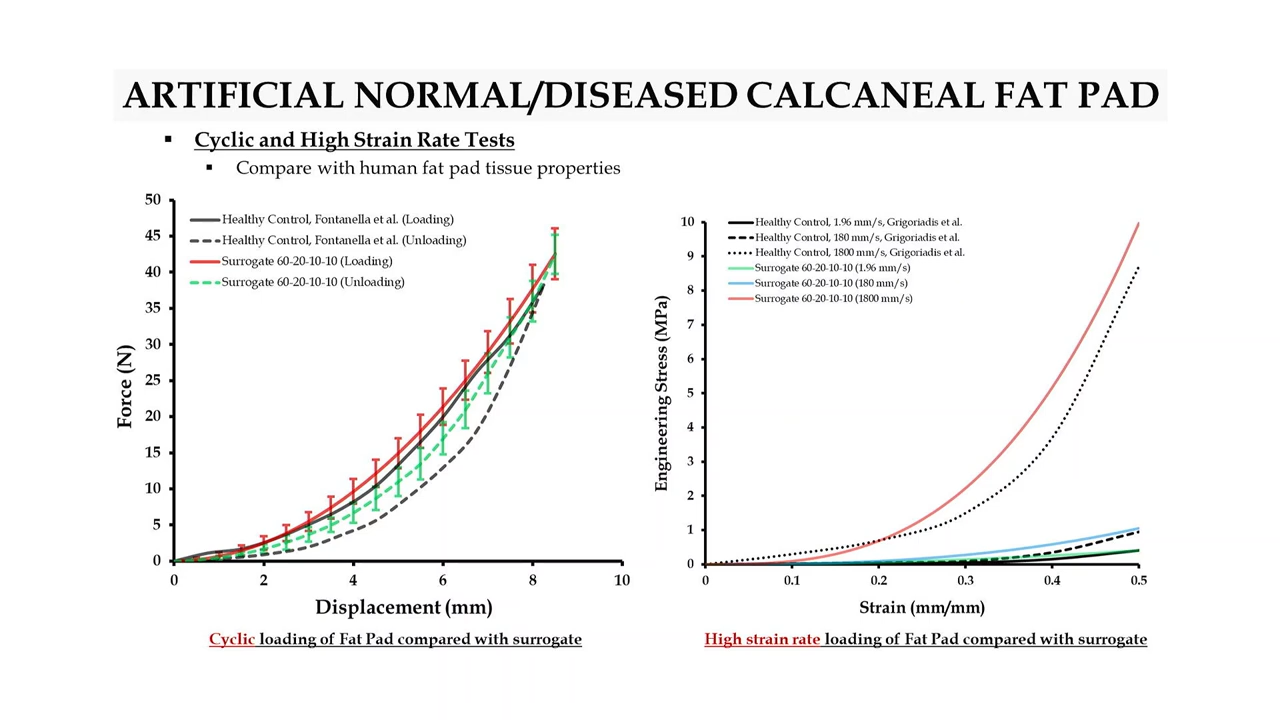 ARTIFICIAL NORMAL/DISEASED CALCANEAL FAT PAD
▪ Cyclic and High Strain Rate Tests
▪ Compare with human fat pad tissue properties
50
45
40
35
30
25
20
15
10
5
0
Force (N)
Healthy Control, Fontanella et al. (Loading)
Healthy Control, Fontanella et al. (Unloading)
Surrogate 60-20-10-10 (Loading)
Surrogate 60-20-10-10 (Unloading)
0 2 4 6 8 10
Displacement (mm)
Cyclic loading of Fat Pad compared with surrogate
10
9
8
7
6
5
4
3
2
1
0
Engineering Stress (MPa)
Healthy Control, 1.96 mm/s, Grigoriadis et al.
Healthy Control, 180 mm/s, Grigoriadis et al.
Healthy Control, 1800 mm/s, Grigoriadis et al.
Surrogate 60-20-10-10 (1.96 mm/s)
Surrogate 60-20-10-10 (180 mm/s)
Surrogate 60-20-10-10 (1800 mm/s)
0 0.1 0.2 0.3 0.4 0.5
Strain (mm/mm)
High strain rate loading of Fat Pad compared with surrogate